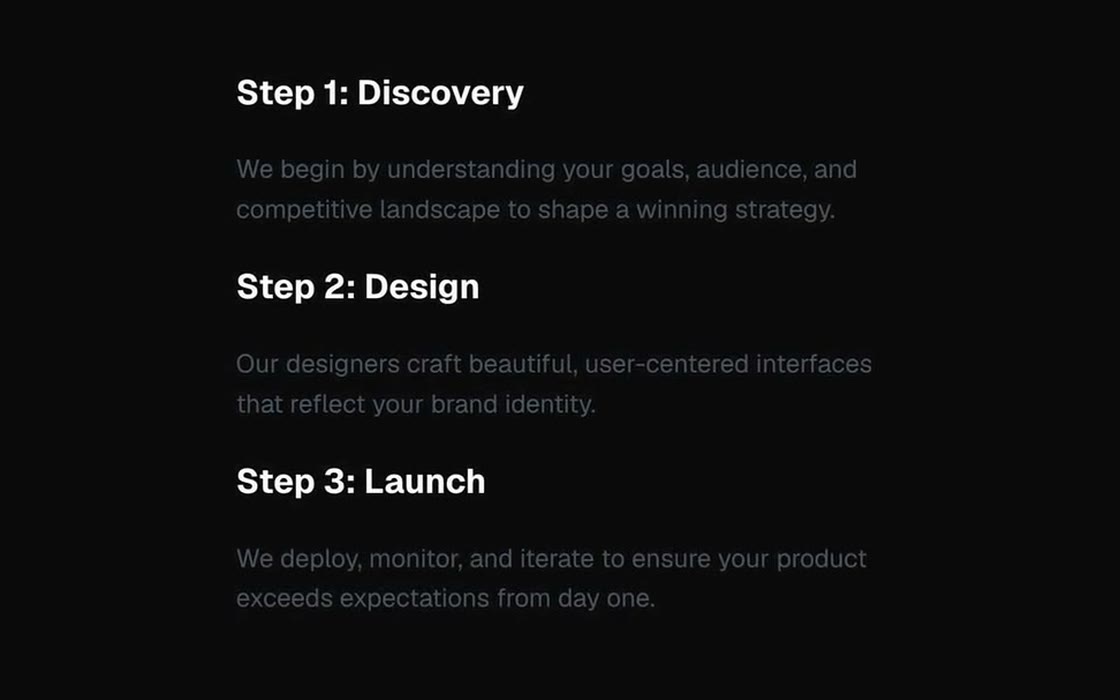 Step 1: Discovery
We begin by understanding your goals, audience, and
competitive landscape to shape a winning strategy.
Step 2: Design
Our designers craft beautiful, user-centered interfaces
that reflect your brand identity.
Step 3: Launch
We deploy, monitor, and iterate to ensure your product
exceeds expectations from day one.